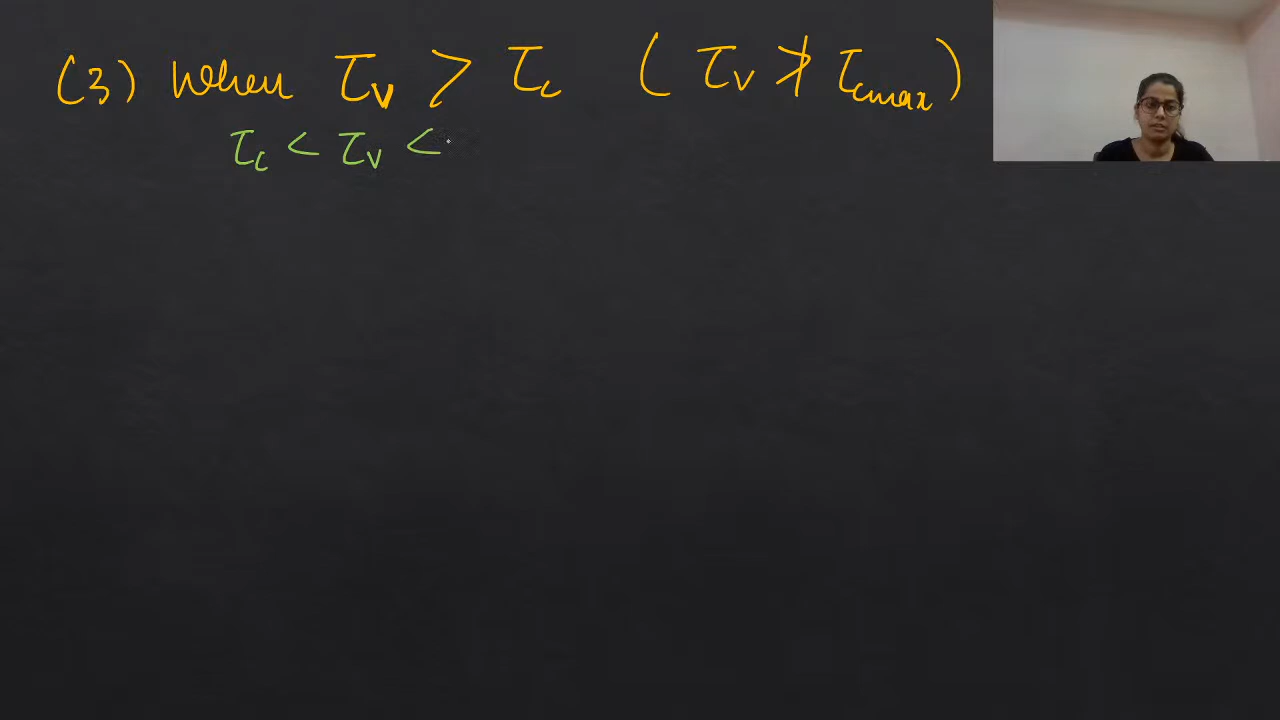 (3) when τv > τc ( τv ≯ τcmax )
τc < τv <